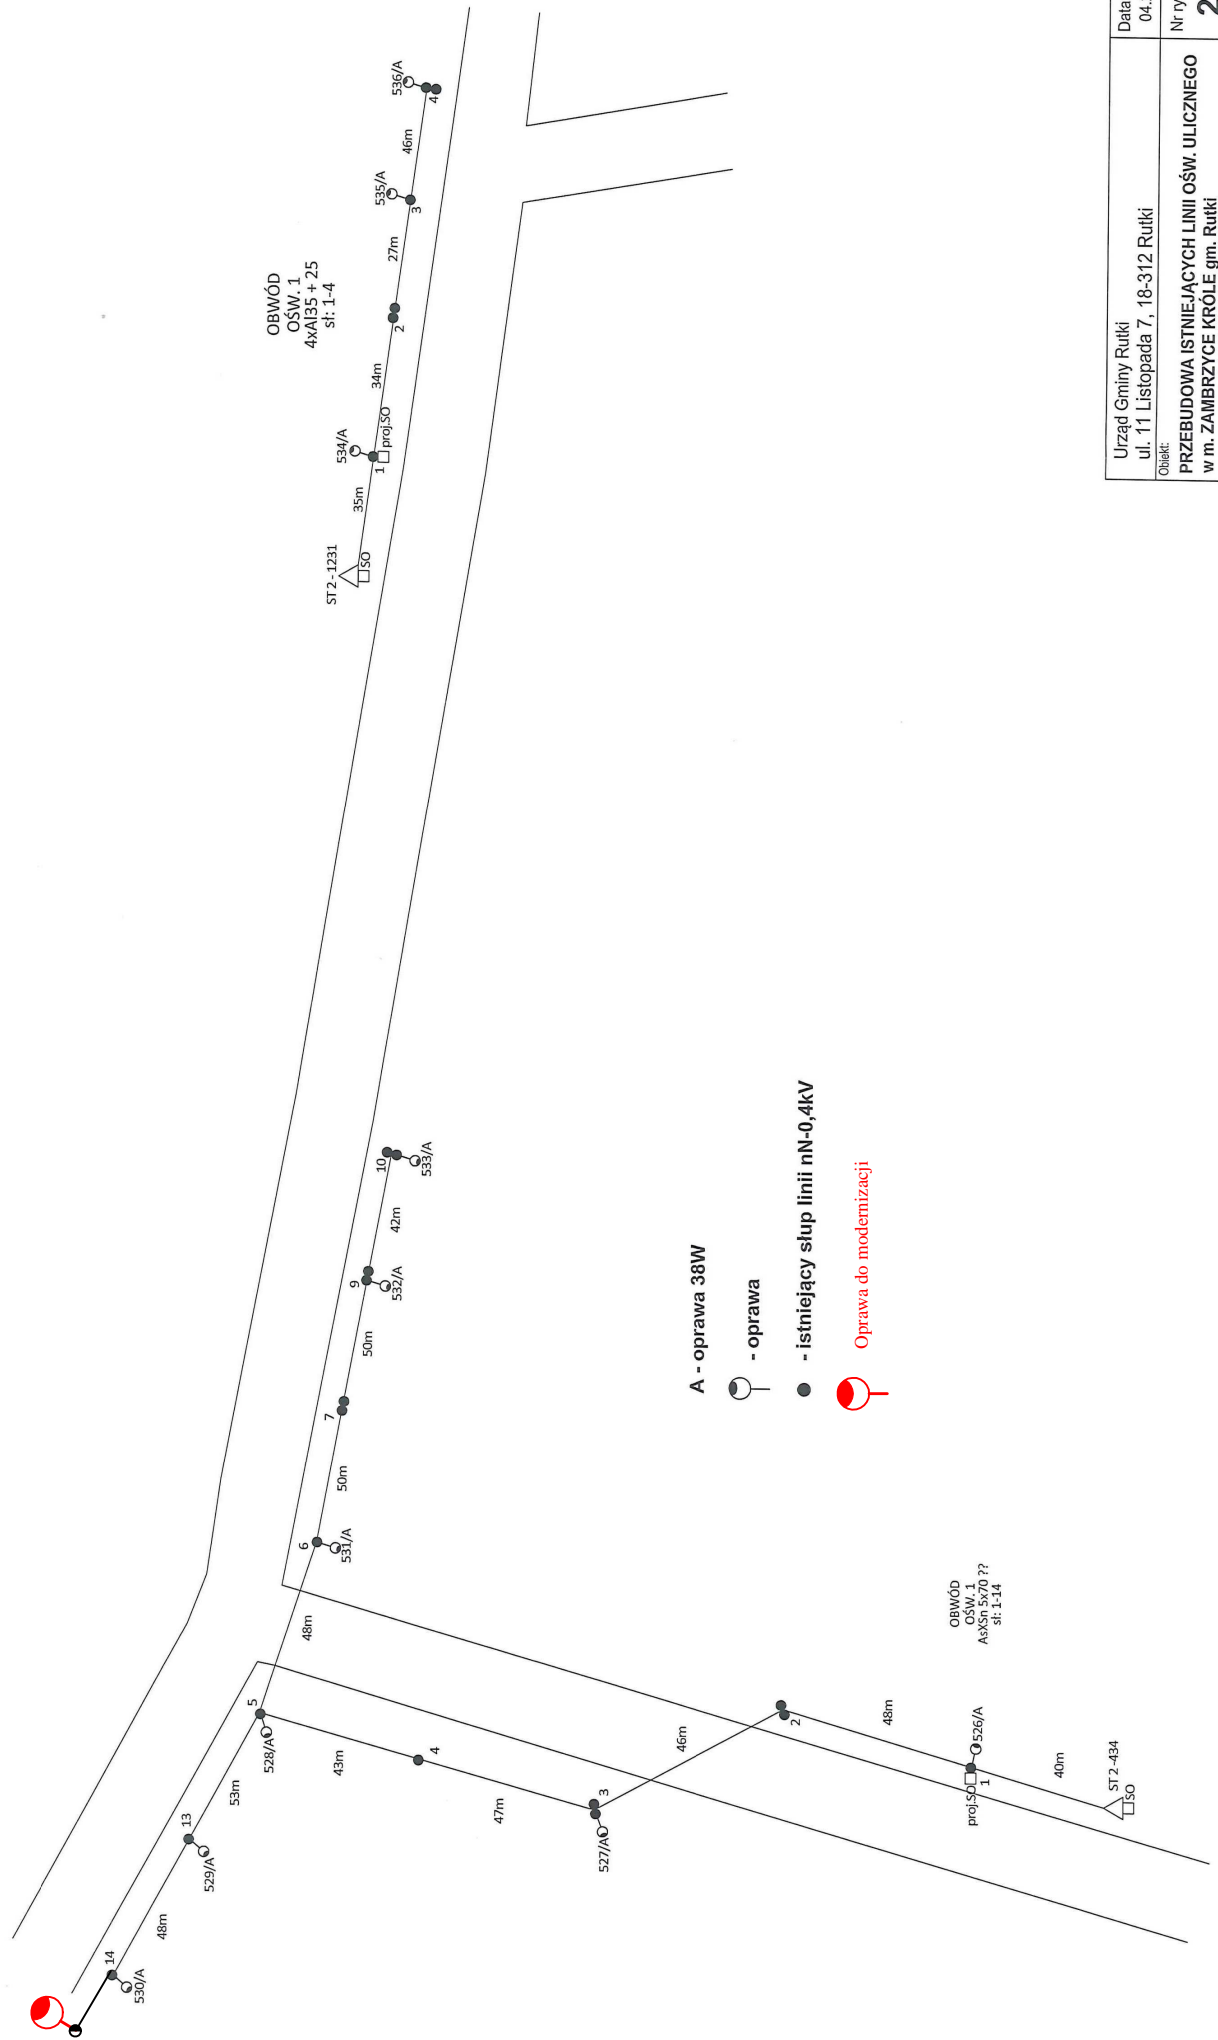 536/A
4
46m
535/A
3
27m
OBWÓD
OŚW. 1
4xAl35 + 25
sł: 1-4
2
34m
534/A
1
proj.SO
35m
ST 2 - 1231
SO
10
533/A
42m
9
532/A
50m
7
50m
6
531/A
48m
5
528/A
53m
13
529/A
48m
14
530/A
43m
4
47m
3
527/A
46m
2
48m
526/A
proj.SO
1
40m
ST 2 -434
SO
OBWÓD
OŚW. 1
AsXSn 5x70 ??
sł: 1-14
A - oprawa 38W
- oprawa
- istniejący słup linii nN-0,4kV
Oprawa do modernizacji
Urząd Gminy Rutki
ul. 11 Listopada 7, 18-312 Rutki
Obiekt:
PRZEBUDOWA ISTNIEJĄCYCH LINII OŚW. ULICZNEGO
w m. ZAMBRZYCE KRÓLE gm. Rutki
Data
04.
Nr ry
2